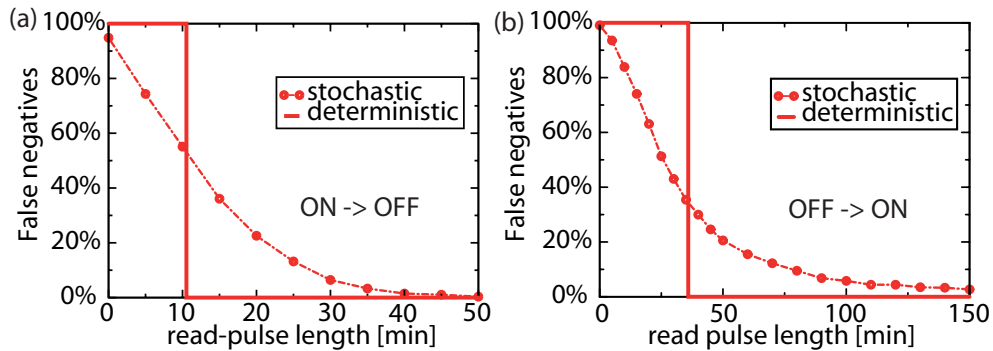 (a)
100%
80%
60%
40%
20%
0%
False negatives
stochastic
deterministic
ON -> OFF
0 10 20 30 40 50
read-pulse length [min]
(b)
100%
80%
60%
40%
20%
0%
False negatives
stochastic
deterministic
OFF -> ON
0 50 100 150
read pulse length [min]